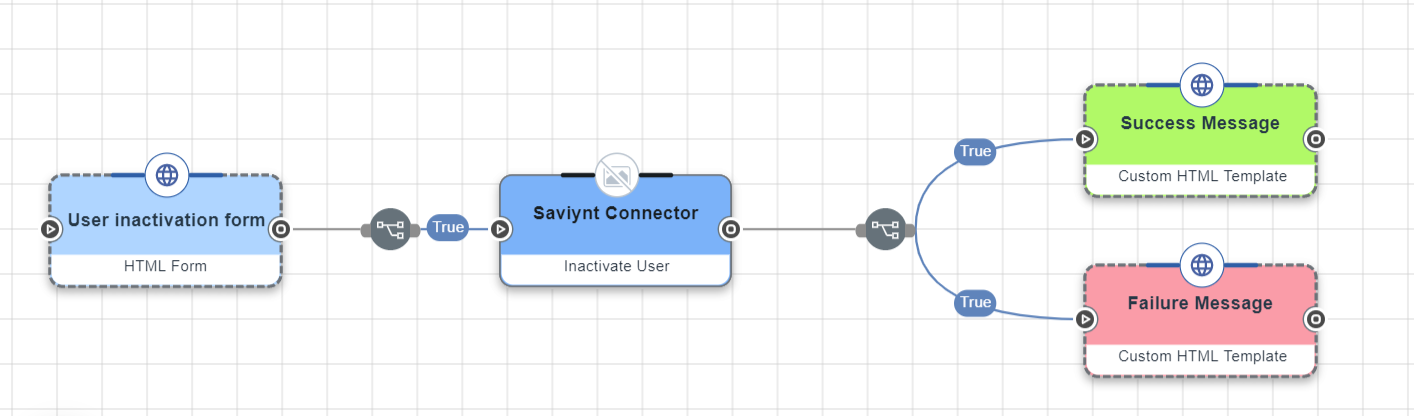 User inactivation form
HTML Form
True
Saviynt Connector
Inactivate User
True
Success Message
Custom HTML Template
True
Failure Message
Custom HTML Template